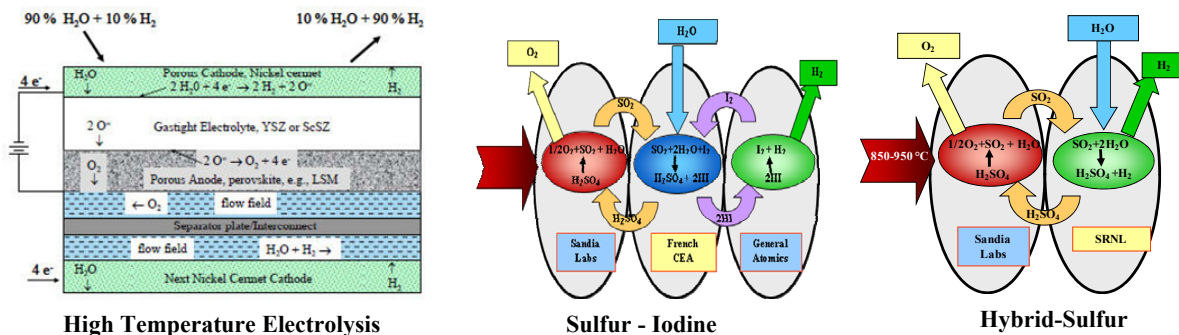 90 % H₂O + 10 % H₂
10 % H₂O + 90 % H₂
H₂O
Porous Cathode, Nickel cermet
4 e⁻
2 H₂0 + 4 e⁻ → 2 H₂ + 2 O⁼
H₂
2 O⁼
Gastight Electrolyte, YSZ or ScSZ
2 O⁼ → O₂ + 4 e⁻
O₂
Porous Anode, perovskite, e.g., LSM
← O₂
flow field
Separator plate/Interconnect
flow field
H₂O + H₂ →
4 e⁻
H₂O
Next Nickel Cermet Cathode
H₂
High Temperature Electrolysis
O₂
H₂O
H₂
SO₂
I₂
1/2O₂+SO₂ + H₂O
H₂SO₄
SO₂+2H₂O+I₂
H₂SO₄ + 2HI
I₂ + H₂
2HI
H₂SO₄
2HI
Sandia
Labs
French
CEA
General
Atomics
Sulfur - Iodine
O₂
H₂O
H₂
SO₂
850-950 °C
1/2O₂+SO₂ + H₂O
H₂SO₄
SO₂+2H₂O
H₂SO₄ +H₂
H₂SO₄
Sandia
Labs
SRNL
Hybrid-Sulfur